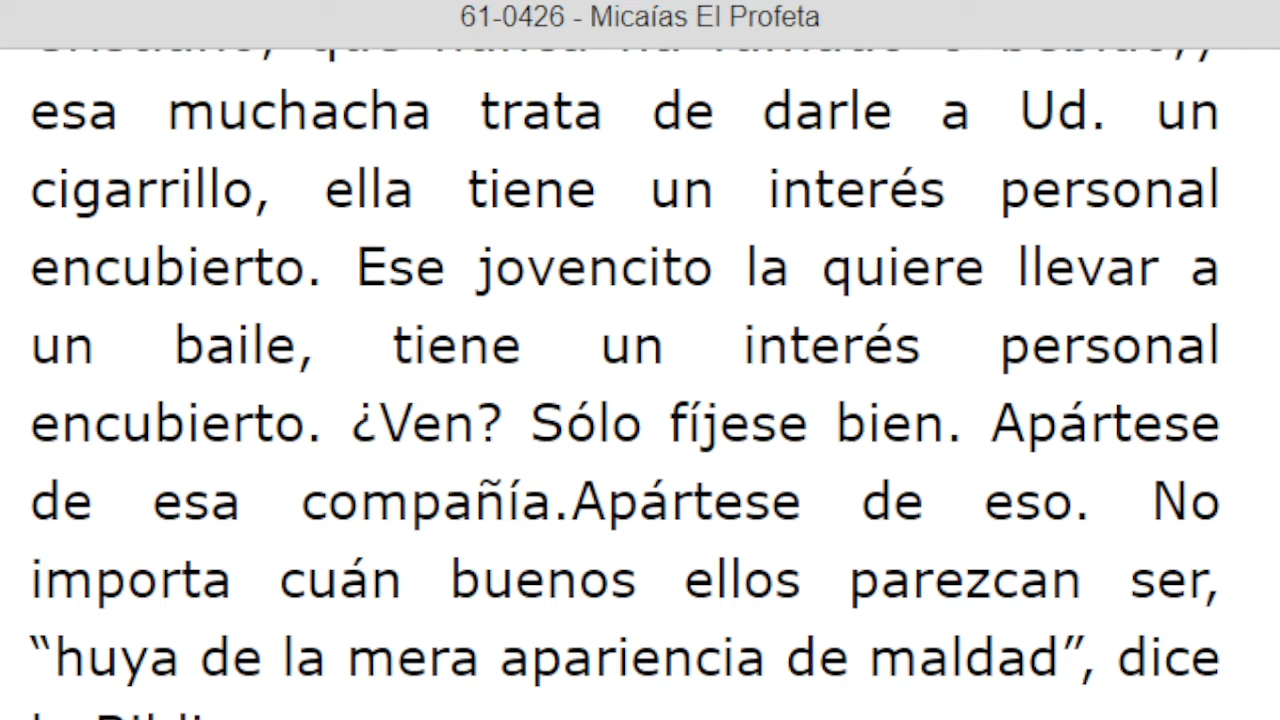 61-0426 - Micaías El Profeta
esa muchacha trata de darle a Ud. un
cigarrillo, ella tiene un interés personal
encubierto. Ese jovencito la quiere llevar a
un baile, tiene un interés personal
encubierto. ¿Ven? Sólo fíjese bien. Apártese
de esa compañía.Apártese de eso. No
importa cuán buenos ellos parezcan ser,
“huya de la mera apariencia de maldad”, dice